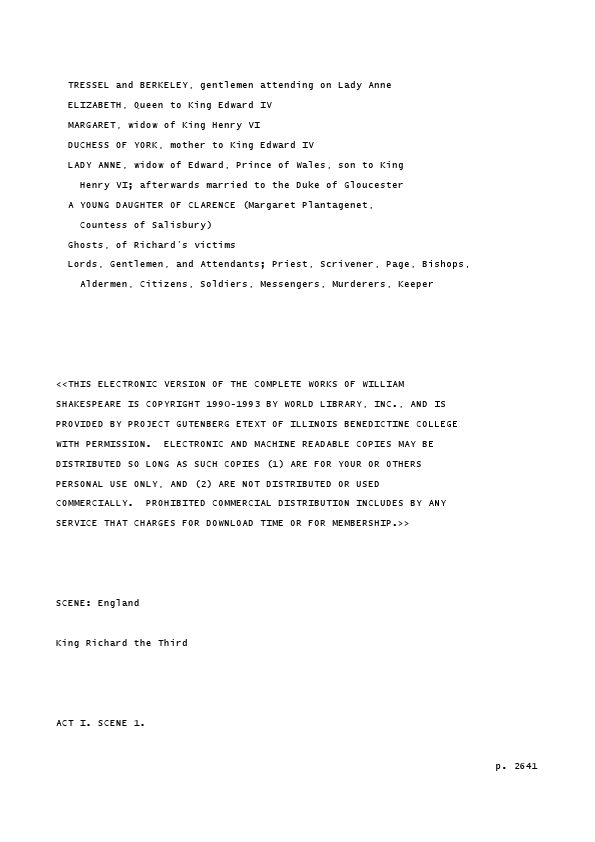 TRESSEL and BERKELEY, gentlemen attending on Lady Anne
ELIZABETH, Queen to King Edward IV
MARGARET, widow of King Henry VI
DUCHESS OF YORK, mother to King Edward IV
LADY ANNE, widow of Edward, Prince of Wales, son to King
Henry VI; afterwards married to the Duke of Gloucester
A YOUNG DAUGHTER OF CLARENCE (Margaret Plantagenet,
Countess of Salisbury)
Ghosts, of Richard's victims
Lords, Gentlemen, and Attendants; Priest, Scrivener, Page, Bishops,
Aldermen, Citizens, Soldiers, Messengers, Murderers, Keeper
<<THIS ELECTRONIC VERSION OF THE COMPLETE WORKS OF WILLIAM
SHAKESPEARE IS COPYRIGHT 1990-1993 BY WORLD LIBRARY, INC., AND IS
PROVIDED BY PROJECT GUTENBERG ETEXT OF ILLINOIS BENEDICTINE COLLEGE
WITH PERMISSION.  ELECTRONIC AND MACHINE READABLE COPIES MAY BE
DISTRIBUTED SO LONG AS SUCH COPIES (1) ARE FOR YOUR OR OTHERS
PERSONAL USE ONLY, AND (2) ARE NOT DISTRIBUTED OR USED
COMMERCIALLY.  PROHIBITED COMMERCIAL DISTRIBUTION INCLUDES BY ANY
SERVICE THAT CHARGES FOR DOWNLOAD TIME OR FOR MEMBERSHIP.>>
SCENE: England
King Richard the Third
ACT I. SCENE 1.
p. 2641